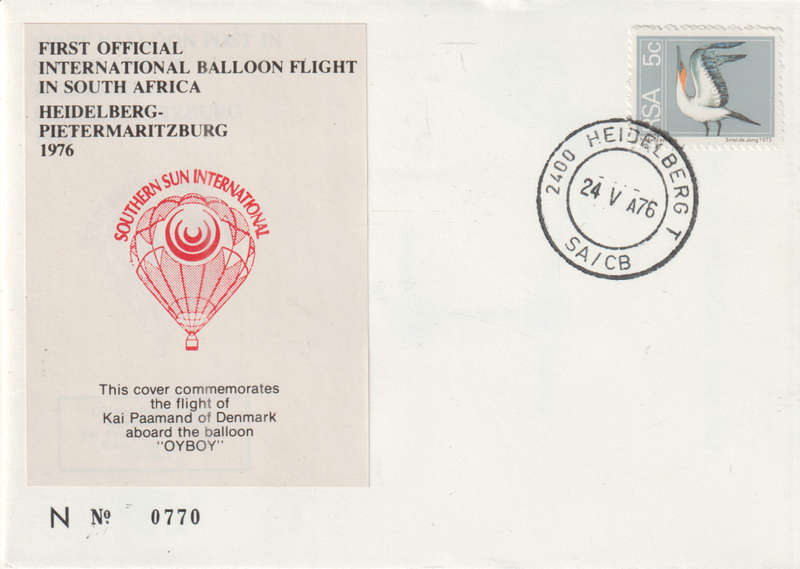 FIRST OFFICIAL
INTERNATIONAL BALLOON FLIGHT
IN SOUTH AFRICA
HEIDELBERG-
PIETERMARITZBURG
1976
SOUTHERN SUN INTERNATIONAL
This cover commemorates
the flight of
Kai Paamand of Denmark
aboard the balloon
"OYBOY"
N Nº 0770
5c
RSA
2400 HEIDELBERG T
24 V A76
SA/CB